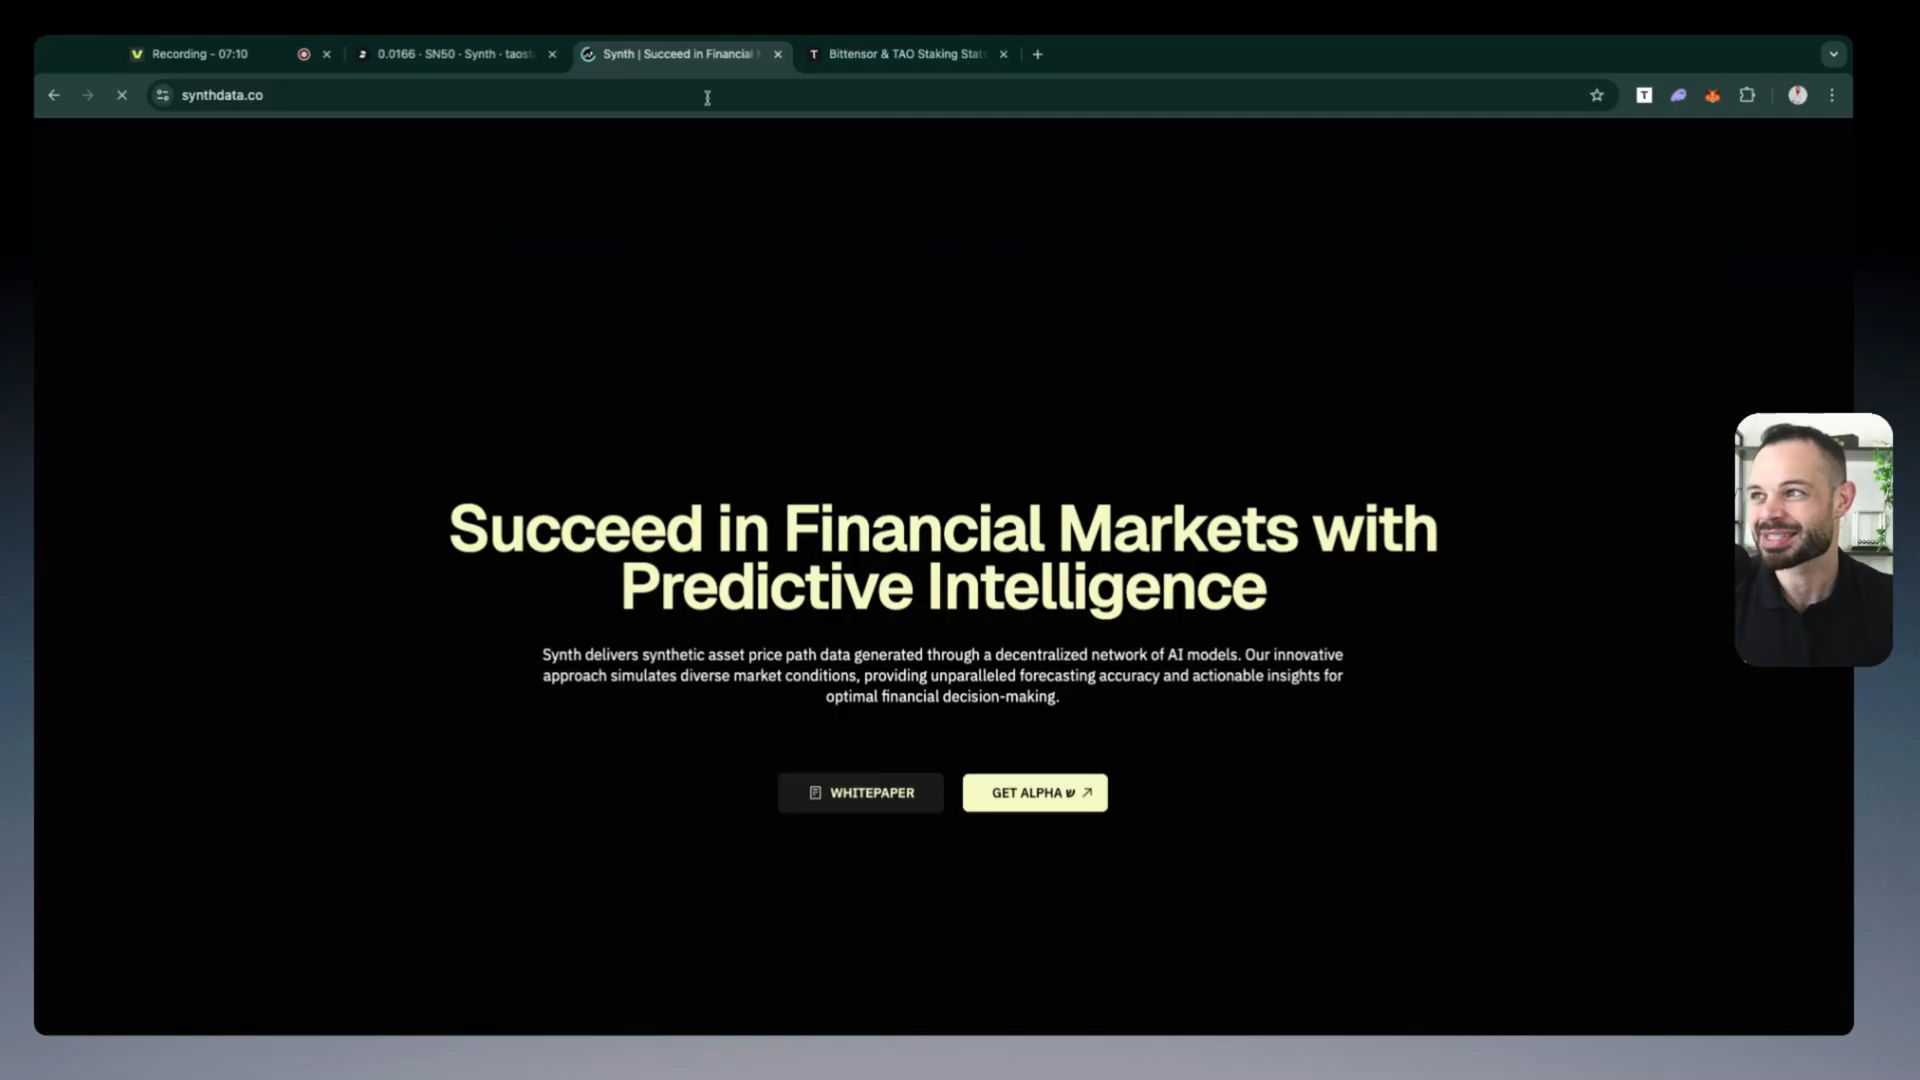 Recording - 07:10
0.0166 · SN50 · Synth · taost
Synth | Succeed in Financial
Bittensor & TAO Staking Stat
synthdata.co
Succeed in Financial Markets with
Predictive Intelligence
Synth delivers synthetic asset price path data generated through a decentralized network of AI models. Our innovative
approach simulates diverse market conditions, providing unparalleled forecasting accuracy and actionable insights for
optimal financial decision-making.
WHITEPAPER
GET ALPHA ש